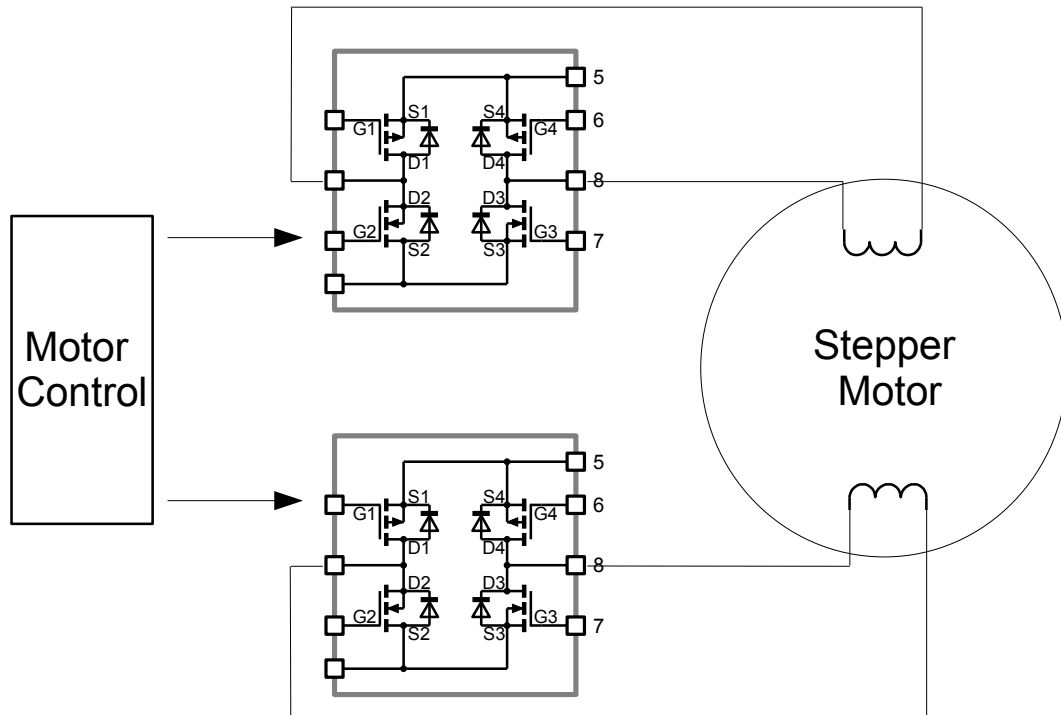 5
S1 S4
G1 G4 6
D1 D4
8
D2 D3
G2 G3 7
S2 S3
Motor
Control
Stepper
Motor
5
S1 S4
G1 G4 6
D1 D4
8
D2 D3
G2 G3 7
S2 S3